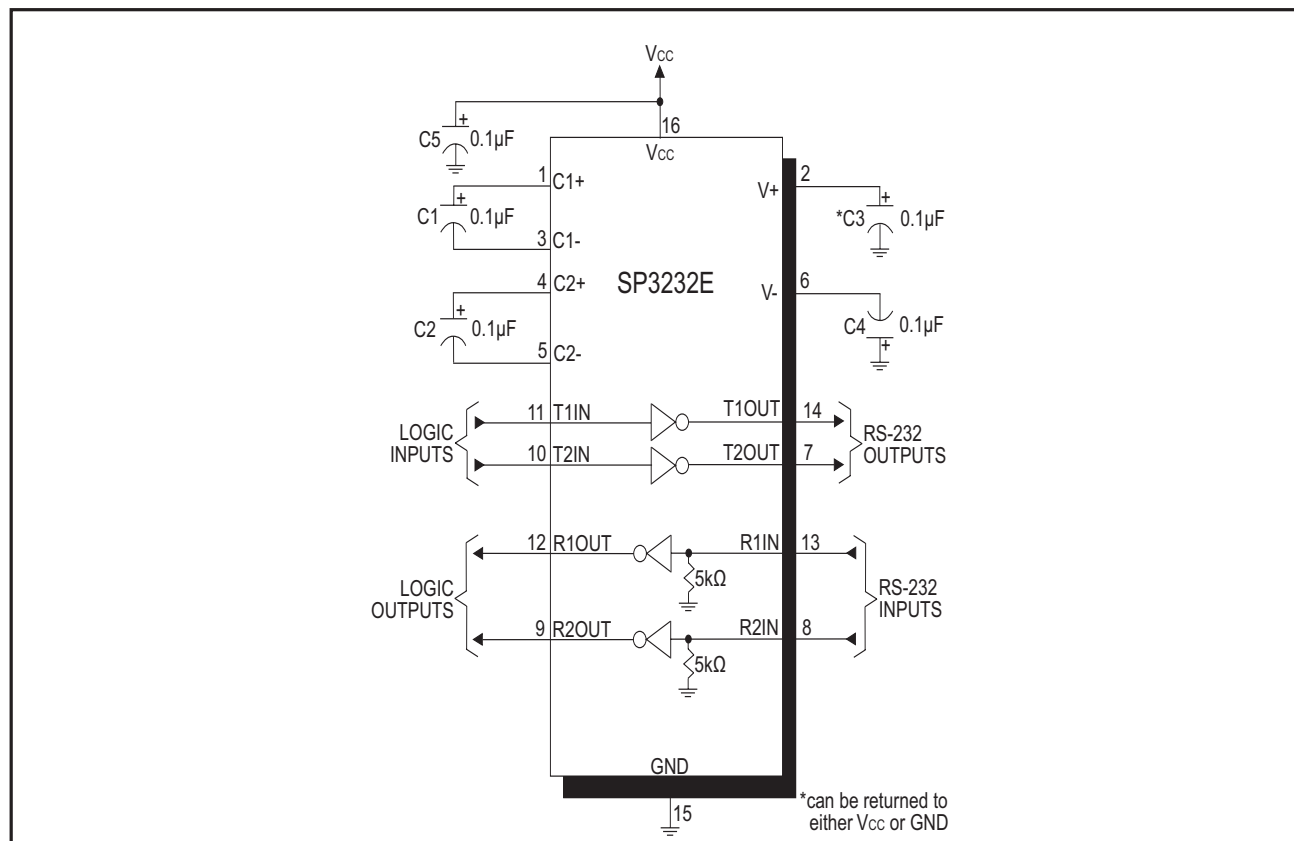 Vcc
+
C5
0.1µF
16
Vcc
1
C1+
+
C1
0.1µF
3
C1-
4
C2+
+
C2
0.1µF
5
C2-
SP3232E
V+
2
+
*C3
0.1µF
V-
6
C4
0.1µF
+
LOGIC
INPUTS
11
T1IN
T1OUT
14
10
T2IN
T2OUT
7
RS-232
OUTPUTS
LOGIC
OUTPUTS
12
R1OUT
R1IN
13
5kΩ
9
R2OUT
R2IN
8
5kΩ
RS-232
INPUTS
GND
15
*can be returned to
either Vcc or GND